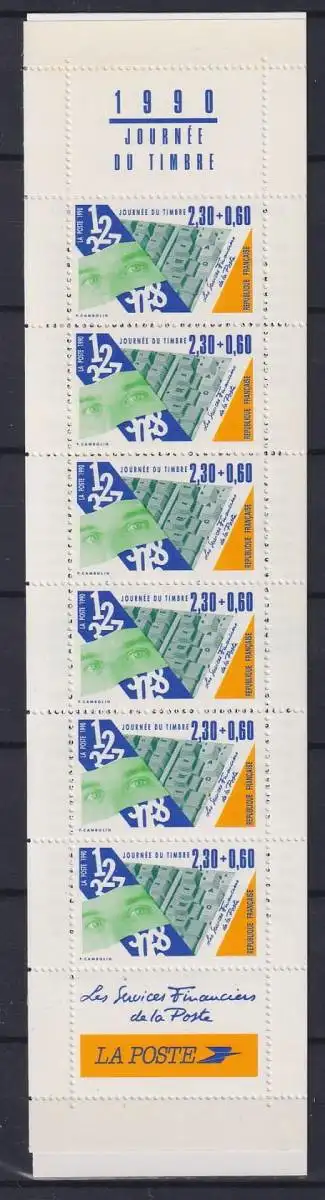 1990
JOURNÉE
DU TIMBRE
LA POSTE 1990
JOURNÉE DU TIMBRE
2,30+0,60
Les Services Financiers
de la Poste
RÉPUBLIQUE FRANÇAISE
P. CAMBOLIN
LA POSTE 1990
JOURNÉE DU TIMBRE
2,30+0,60
Les Services Financiers
de la Poste
RÉPUBLIQUE FRANÇAISE
P. CAMBOLIN
LA POSTE 1990
JOURNÉE DU TIMBRE
2,30+0,60
Les Services Financiers
de la Poste
RÉPUBLIQUE FRANÇAISE
P. CAMBOLIN
LA POSTE 1990
JOURNÉE DU TIMBRE
2,30+0,60
Les Services Financiers
de la Poste
RÉPUBLIQUE FRANÇAISE
P. CAMBOLIN
LA POSTE 1990
JOURNÉE DU TIMBRE
2,30+0,60
Les Services Financiers
de la Poste
RÉPUBLIQUE FRANÇAISE
P. CAMBOLIN
LA POSTE 1990
JOURNÉE DU TIMBRE
2,30+0,60
Les Services Financiers
de la Poste
RÉPUBLIQUE FRANÇAISE
P. CAMBOLIN
Les Services Financiers
de la Poste
LA POSTE